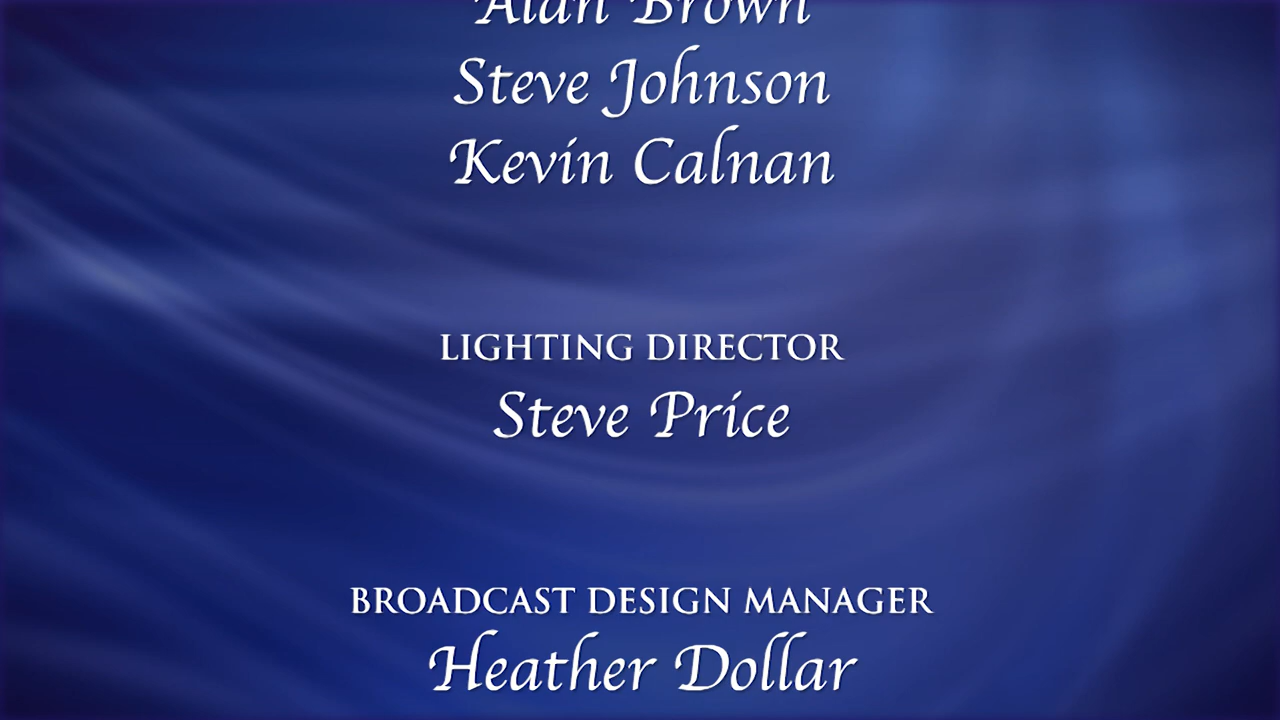 Alan Brown
Steve Johnson
Kevin Calnan
LIGHTING DIRECTOR
Steve Price
BROADCAST DESIGN MANAGER
Heather Dollar